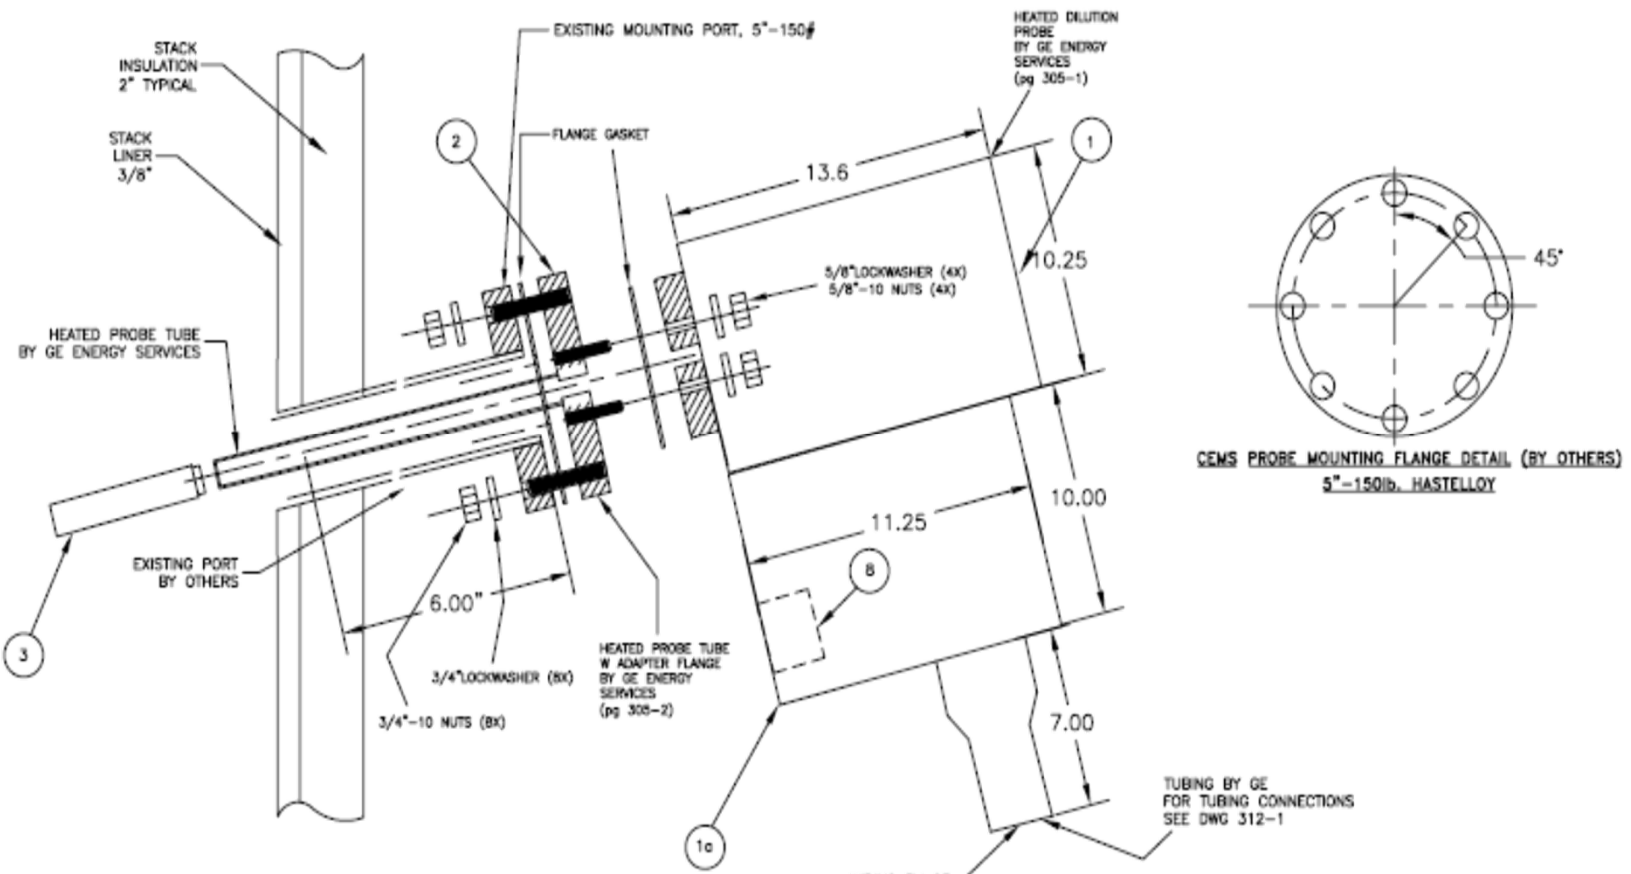 STACK
INSULATION
2" TYPICAL
STACK
LINER
3/8"
EXISTING MOUNTING PORT, 5"-150#
2
FLANGE GASKET
HEATED DILUTION
PROBE
BY GE ENERGY
SERVICES
(pg 305-1)
1
13.6
10.25
5/8"LOCKWASHER (4X)
5/8"-10 NUTS (4X)
45°
HEATED PROBE TUBE
BY GE ENERGY SERVICES
CEMS PROBE MOUNTING FLANGE DETAIL (BY OTHERS)
5"-150lb. HASTELLOY
10.00
11.25
8
EXISTING PORT
BY OTHERS
6.00"
3
HEATED PROBE TUBE
W ADAPTER FLANGE
BY GE ENERGY
SERVICES
(pg 305-2)
3/4"LOCKWASHER (8X)
3/4"-10 NUTS (8X)
7.00
TUBING BY GE
FOR TUBING CONNECTIONS
SEE DWG 312-1
1a